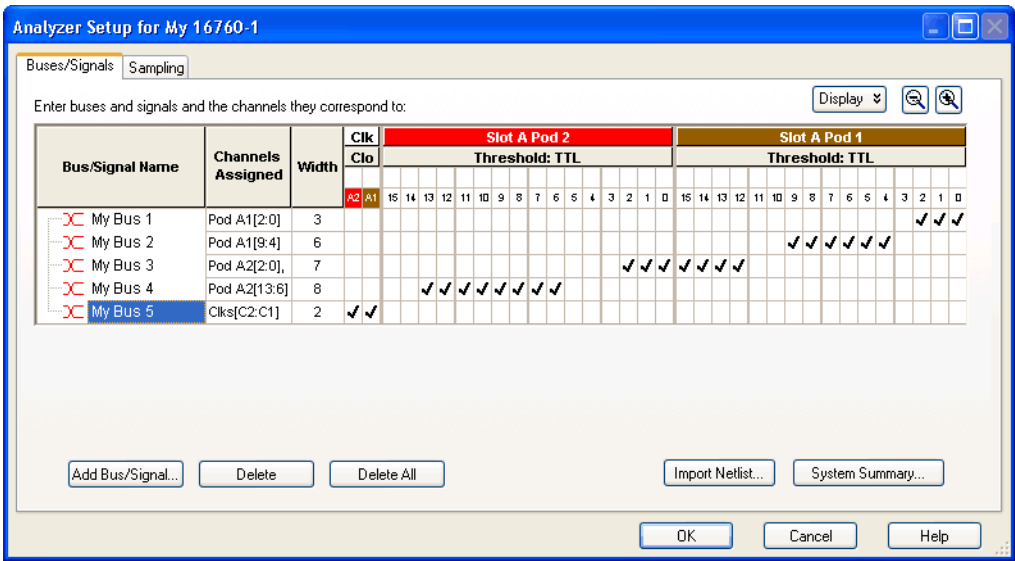 Analyzer Setup for My 16760-1
Buses/Signals Sampling
Enter buses and signals and the channels they correspond to:
Display
Bus/Signal Name Channels Assigned Width Clk Slot A Pod 2 Slot A Pod 1
Clo Threshold: TTL Threshold: TTL
A2 A1 15 14 13 12 11 10 9 8 7 6 5 4 3 2 1 0 15 14 13 12 11 10 9 8 7 6 5 4 3 2 1 0
My Bus 1 Pod A1[2:0] 3
My Bus 2 Pod A1[9:4] 6
My Bus 3 Pod A2[2:0], 7
My Bus 4 Pod A2[13:6] 8
My Bus 5 Clks[C2:C1] 2
Add Bus/Signal... Delete Delete All Import Netlist... System Summary...
OK Cancel Help